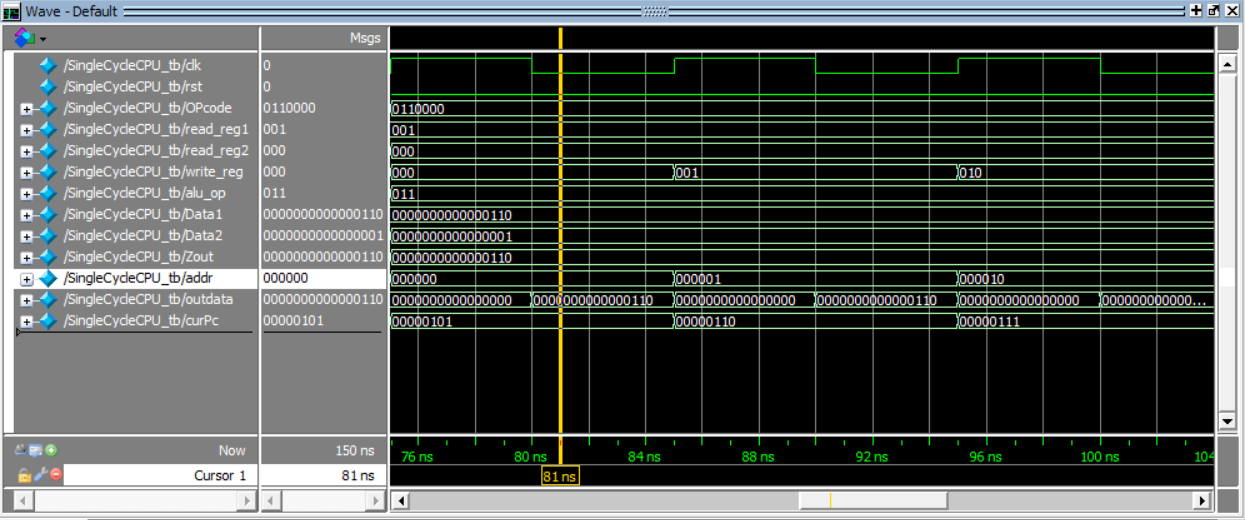 Wave - Default
Msgs
/SingleCycleCPU_tb/clk 0
/SingleCycleCPU_tb/rst 0
/SingleCycleCPU_tb/OPcode 0110000 0110000
/SingleCycleCPU_tb/read_reg1 001 001
/SingleCycleCPU_tb/read_reg2 000 000
/SingleCycleCPU_tb/write_reg 000 000 001 010
/SingleCycleCPU_tb/alu_op 011 011
/SingleCycleCPU_tb/Data1 0000000000000110 0000000000000110
/SingleCycleCPU_tb/Data2 0000000000000001 0000000000000001
/SingleCycleCPU_tb/Zout 0000000000000110 0000000000000110
/SingleCycleCPU_tb/addr 000000 000000 000001 000010
/SingleCycleCPU_tb/outdata 0000000000000110 0000000000000000 0000000000000110 0000000000000000 0000000000000110 0000000000000000 000000000000...
/SingleCycleCPU_tb/curPc 00000101 00000101 00000110 00000111
Now 150 ns 76 ns 80 ns 84 ns 88 ns 92 ns 96 ns 100 ns 104
Cursor 1 81 ns 81 ns